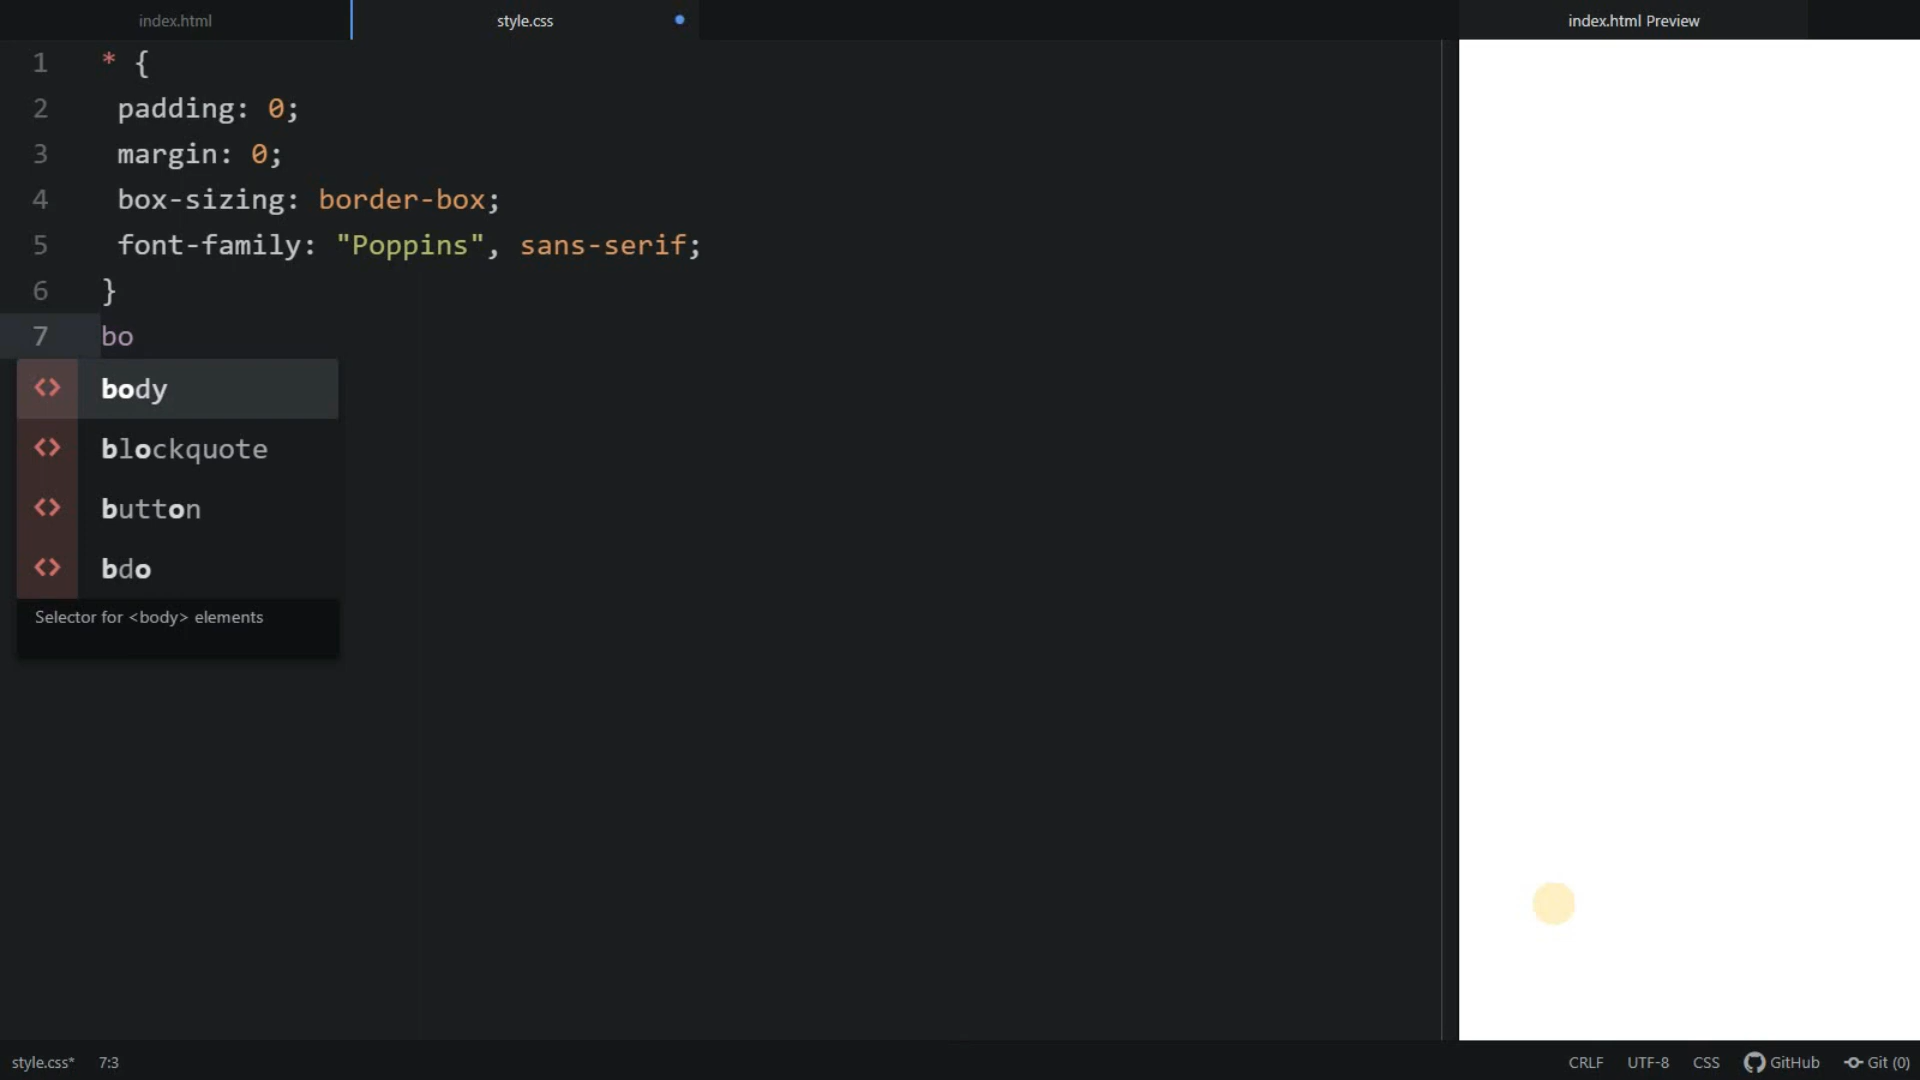 index.html
style.css
index.html Preview
1 * {
2 padding: 0;
3 margin: 0;
4 box-sizing: border-box;
5 font-family: "Poppins", sans-serif;
6 }
7 bo
<> body
<> blockquote
<> button
<> bdo
Selector for <body> elements
style.css* 7:3
CRLF UTF-8 CSS GitHub Git (0)